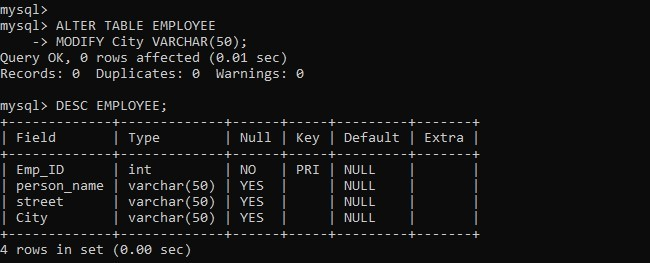 mysql>
mysql> ALTER TABLE EMPLOYEE
    -> MODIFY City VARCHAR(50);
Query OK, 0 rows affected (0.01 sec)
Records: 0  Duplicates: 0  Warnings: 0

mysql> DESC EMPLOYEE;
+-------------+-------------+------+-----+---------+-------+
| Field       | Type        | Null | Key | Default | Extra |
+-------------+-------------+------+-----+---------+-------+
| Emp_ID      | int         | NO   | PRI | NULL    |       |
| person_name | varchar(50) | YES  |     | NULL    |       |
| street      | varchar(50) | YES  |     | NULL    |       |
| City        | varchar(50) | YES  |     | NULL    |       |
+-------------+-------------+------+-----+---------+-------+
4 rows in set (0.00 sec)